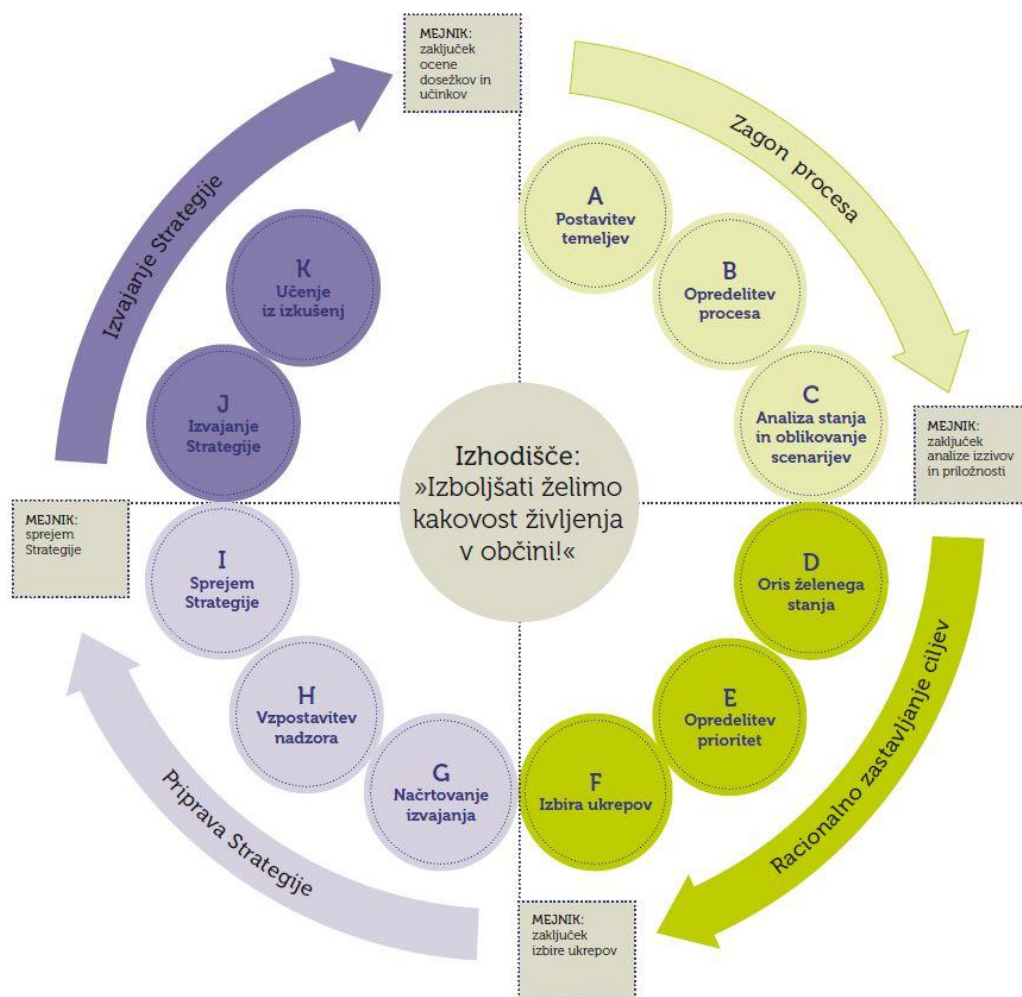 MEJNIK:
zaključek
ocene
dosežkov in
učinkov
Zagon procesa
A
Postavitev
temeljev
B
Opredelitev
procesa
C
Analiza stanja
in oblikovanje
scenarijev
MEJNIK:
zaključek
analize izzivov
in priložnosti
Izhodišče:
»Izboljšati želimo
kakovost življenja
v občini!«
D
Oris želenega
stanja
E
Opredelitev
prioritet
F
Izbira ukrepov
Racionalno zastavljanje ciljev
MEJNIK:
zaključek
izbire ukrepov
G
Načrtovanje
izvajanja
H
Vzpostavitev
nadzora
I
Sprejem
Strategije
Priprava Strategije
MEJNIK:
sprejem
Strategije
J
Izvajanje
Strategije
K
Učenje
iz izkušenj
Izvajanje Strategije